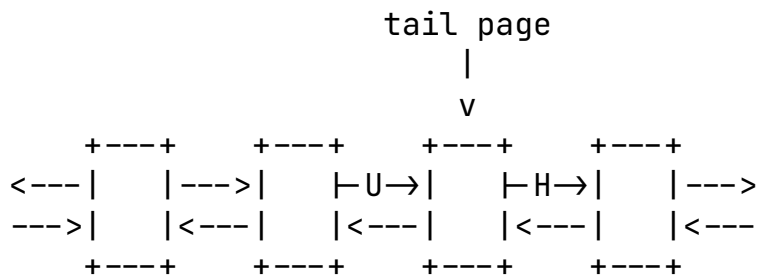 tail page
                          |
                          v
    +---+     +---+     +---+     +---+
<---|   |--->|   |-U->|   |-H->|   |--->
--->|   |<---|   |<---|   |<---|   |<---
    +---+     +---+     +---+     +---+